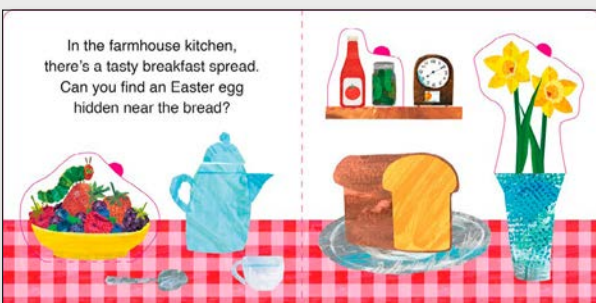 In the farmhouse kitchen,
there's a tasty breakfast spread.
Can you find an Easter egg
hidden near the bread?